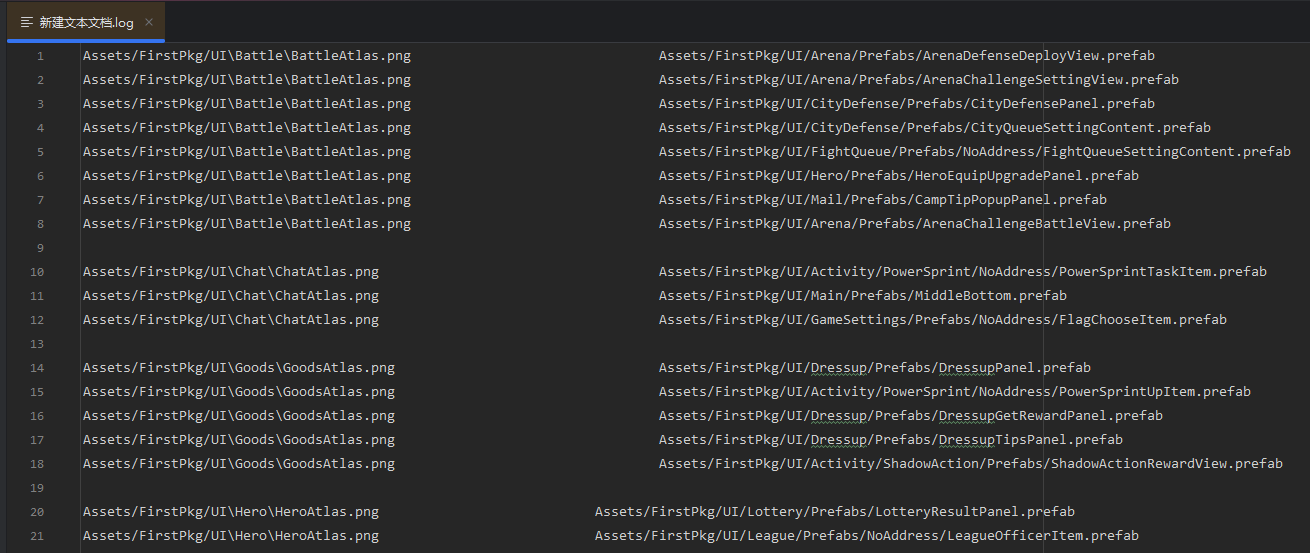 新建文本文档.log
1 Assets/FirstPkg/UI\Battle\BattleAtlas.png Assets/FirstPkg/UI/Arena/Prefabs/ArenaDefenseDeployView.prefab
2 Assets/FirstPkg/UI\Battle\BattleAtlas.png Assets/FirstPkg/UI/Arena/Prefabs/ArenaChallengeSettingView.prefab
3 Assets/FirstPkg/UI\Battle\BattleAtlas.png Assets/FirstPkg/UI/CityDefense/Prefabs/CityDefensePanel.prefab
4 Assets/FirstPkg/UI\Battle\BattleAtlas.png Assets/FirstPkg/UI/CityDefense/Prefabs/CityQueueSettingContent.prefab
5 Assets/FirstPkg/UI\Battle\BattleAtlas.png Assets/FirstPkg/UI/FightQueue/Prefabs/NoAddress/FightQueueSettingContent.prefab
6 Assets/FirstPkg/UI\Battle\BattleAtlas.png Assets/FirstPkg/UI/Hero/Prefabs/HeroEquipUpgradePanel.prefab
7 Assets/FirstPkg/UI\Battle\BattleAtlas.png Assets/FirstPkg/UI/Mail/Prefabs/CampTipPopupPanel.prefab
8 Assets/FirstPkg/UI\Battle\BattleAtlas.png Assets/FirstPkg/UI/Arena/Prefabs/ArenaChallengeBattleView.prefab
9
10 Assets/FirstPkg/UI\Chat\ChatAtlas.png Assets/FirstPkg/UI/Activity/PowerSprint/NoAddress/PowerSprintTaskItem.prefab
11 Assets/FirstPkg/UI\Chat\ChatAtlas.png Assets/FirstPkg/UI/Main/Prefabs/MiddleBottom.prefab
12 Assets/FirstPkg/UI\Chat\ChatAtlas.png Assets/FirstPkg/UI/GameSettings/Prefabs/NoAddress/FlagChooseItem.prefab
13
14 Assets/FirstPkg/UI\Goods\GoodsAtlas.png Assets/FirstPkg/UI/Dressup/Prefabs/DressupPanel.prefab
15 Assets/FirstPkg/UI\Goods\GoodsAtlas.png Assets/FirstPkg/UI/Activity/PowerSprint/NoAddress/PowerSprintUpItem.prefab
16 Assets/FirstPkg/UI\Goods\GoodsAtlas.png Assets/FirstPkg/UI/Dressup/Prefabs/DressupGetRewardPanel.prefab
17 Assets/FirstPkg/UI\Goods\GoodsAtlas.png Assets/FirstPkg/UI/Dressup/Prefabs/DressupTipsPanel.prefab
18 Assets/FirstPkg/UI\Goods\GoodsAtlas.png Assets/FirstPkg/UI/Activity/ShadowAction/Prefabs/ShadowActionRewardView.prefab
19
20 Assets/FirstPkg/UI\Hero\HeroAtlas.png Assets/FirstPkg/UI/Lottery/Prefabs/LotteryResultPanel.prefab
21 Assets/FirstPkg/UI\Hero\HeroAtlas.png Assets/FirstPkg/UI/League/Prefabs/NoAddress/LeagueOfficerItem.prefab